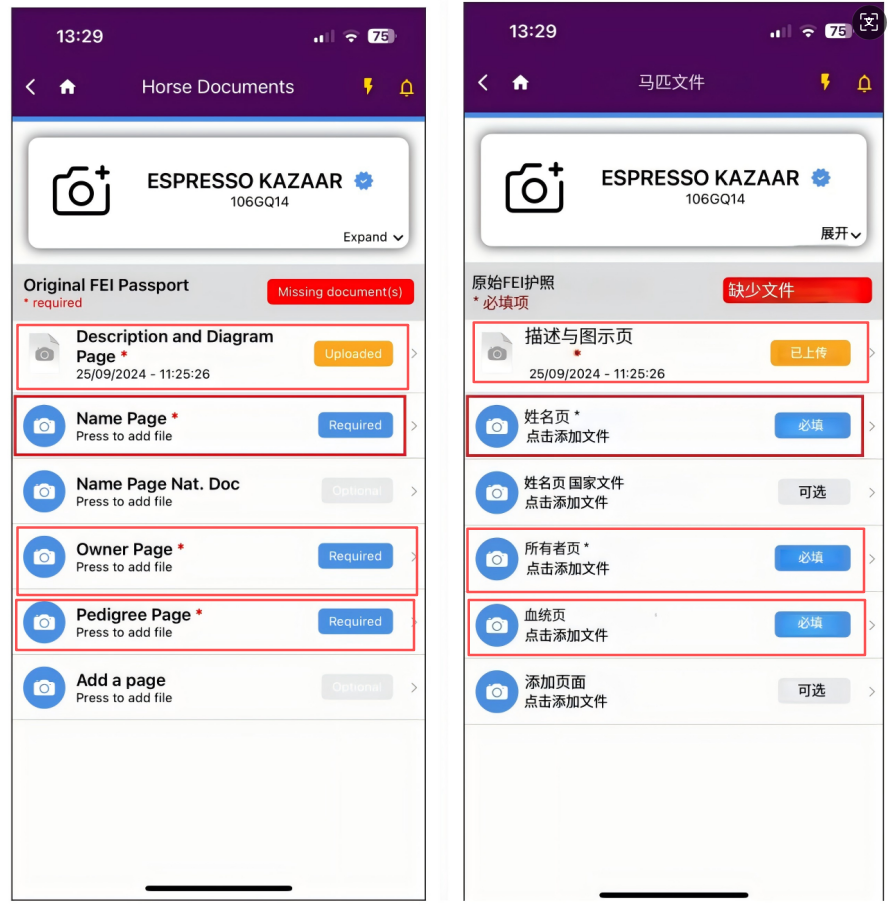 13:29
75
Horse Documents
ESPRESSO KAZAAR
106GQ14
Expand
Original FEI Passport
* required
Missing document(s)
Description and Diagram
Page *
25/09/2024 - 11:25:26
Uploaded
Name Page *
Press to add file
Required
Name Page Nat. Doc
Press to add file
Optional
Owner Page *
Press to add file
Required
Pedigree Page *
Press to add file
Required
Add a page
Press to add file
Optional
13:29
75
马匹文件
ESPRESSO KAZAAR
106GQ14
展开
原始FEI护照
* 必填项
缺少文件
描述与图示页
*
25/09/2024 - 11:25:26
已上传
姓名页 *
点击添加文件
必填
姓名页 国家文件
点击添加文件
可选
所有者页 *
点击添加文件
必填
血统页
点击添加文件
必填
添加页面
点击添加文件
可选